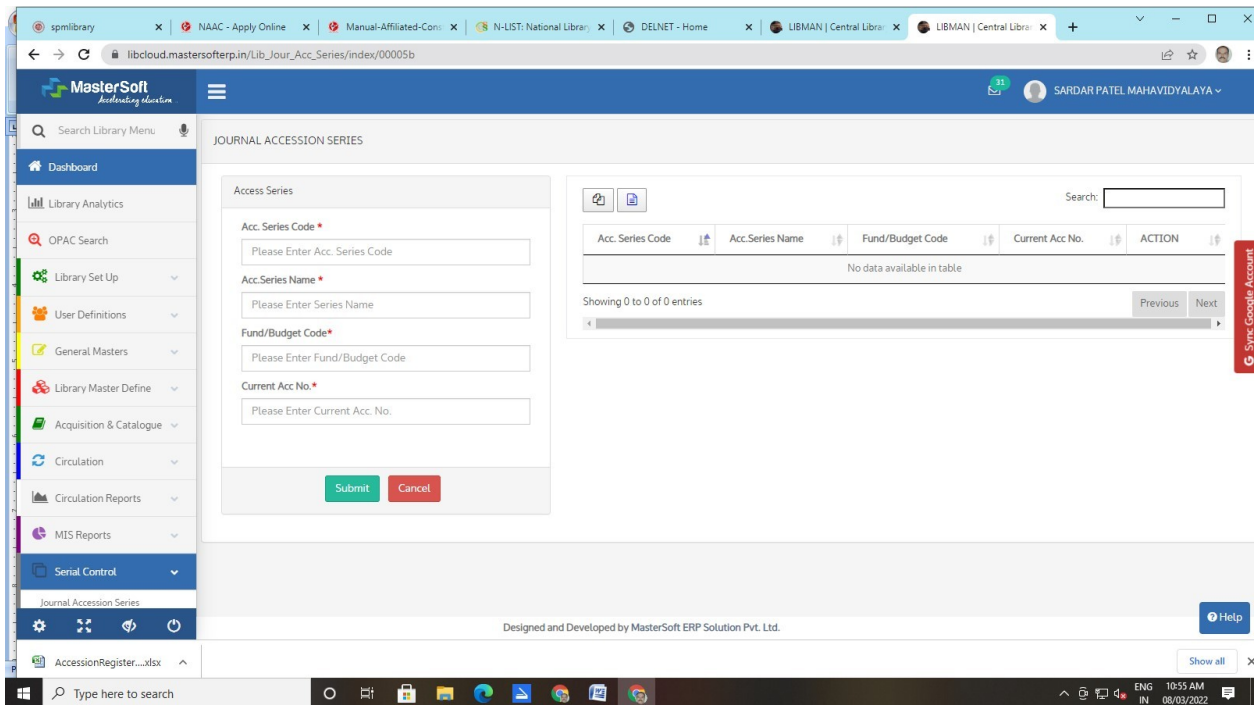 spmlibrary NAAC - Apply Online Manual-Affiliated-Cons N-LIST: National Library DELNET - Home LIBMAN | Central Librar LIBMAN | Central Librar
libcloud.mastersofterp.in/Lib_Jour_Acc_Series/index/00005b
MasterSoft
Accelerating education
31
SARDAR PATEL MAHAVIDYALAYA
Search Library Menu
JOURNAL ACCESSION SERIES
Dashboard
Library Analytics
OPAC Search
Library Set Up
User Definitions
General Masters
Library Master Define
Acquisition & Catalogue
Circulation
Circulation Reports
MIS Reports
Serial Control
Journal Accession Series
Access Series
Acc. Series Code *
Please Enter Acc. Series Code
Acc.Series Name *
Please Enter Series Name
Fund/Budget Code*
Please Enter Fund/Budget Code
Current Acc No.*
Please Enter Current Acc. No.
Submit Cancel
Search:
Acc. Series Code Acc.Series Name Fund/Budget Code Current Acc No. ACTION
No data available in table
Showing 0 to 0 of 0 entries
Previous Next
G Sync Google Account
Help
Designed and Developed by MasterSoft ERP Solution Pvt. Ltd.
AccessionRegister....xlsx
Show all
Type here to search
ENG 10:55 AM
IN 08/03/2022